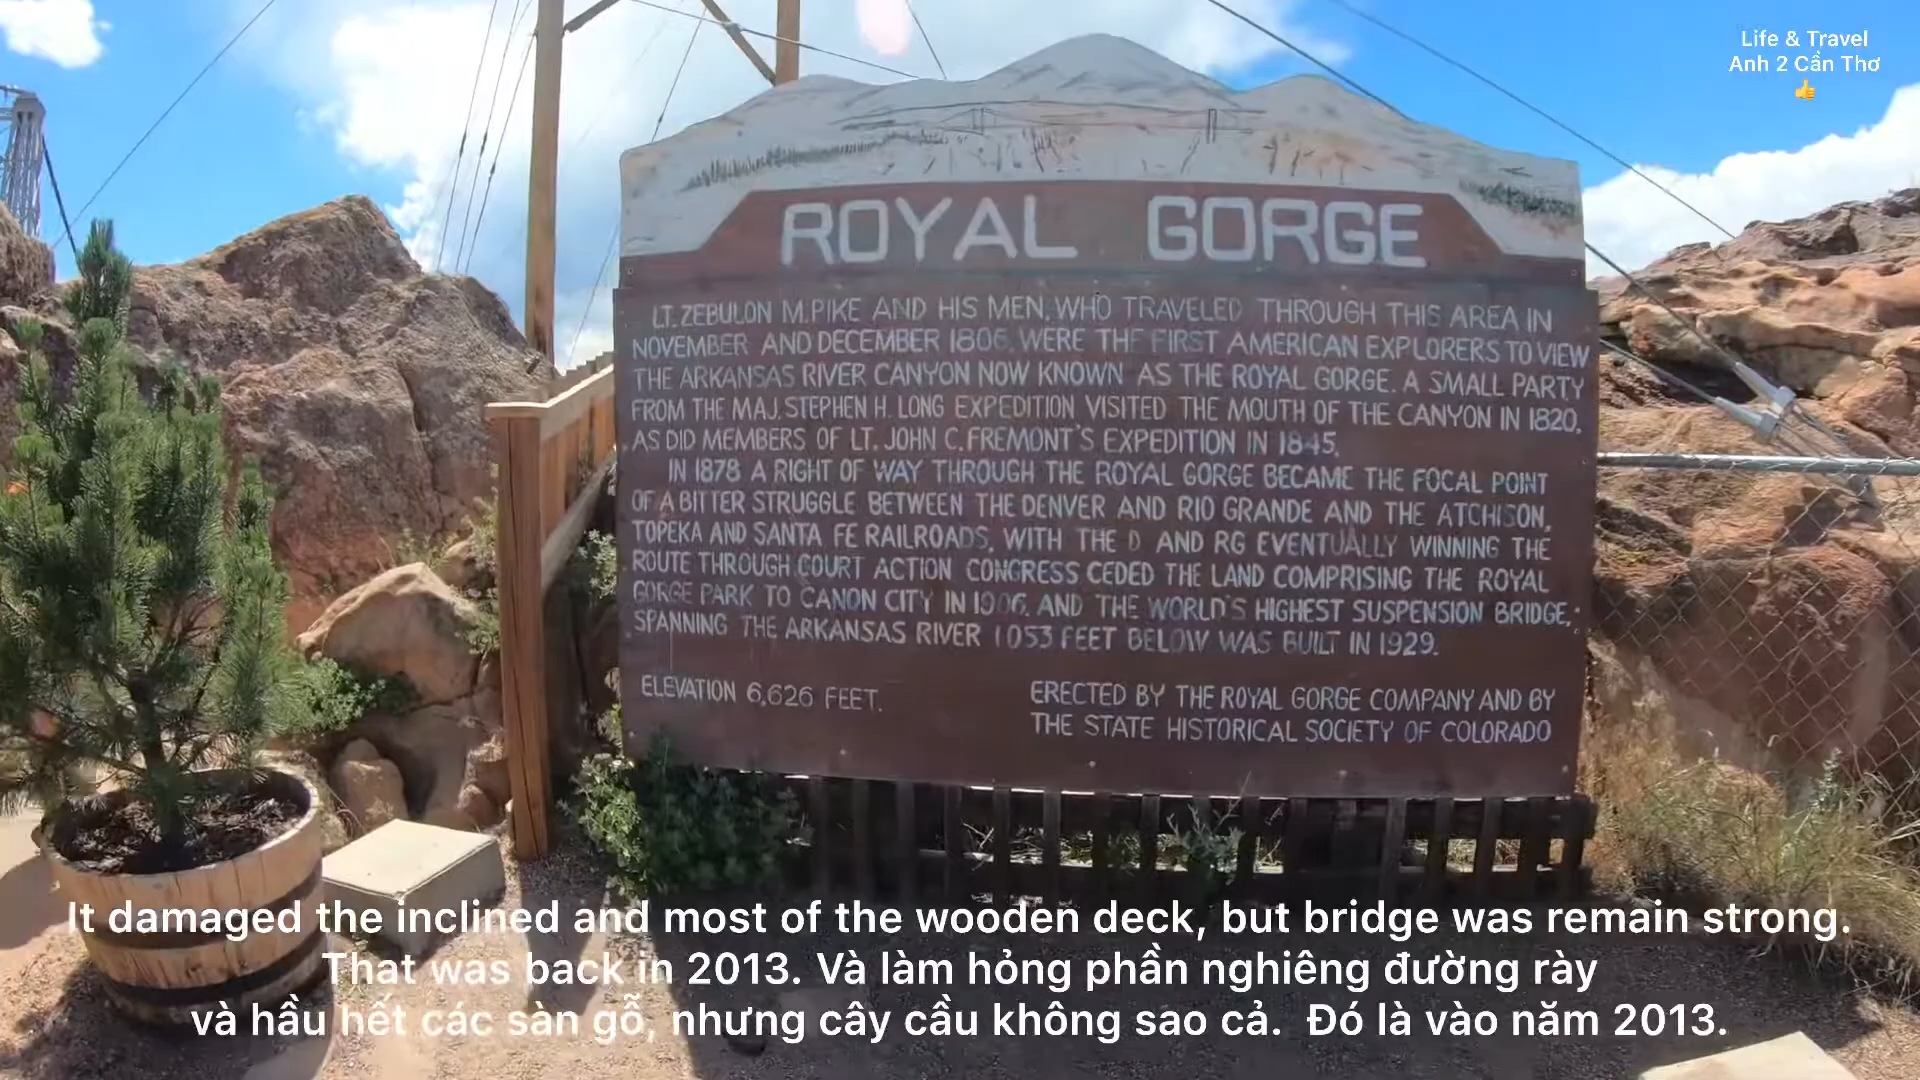 Life & Travel
Anh 2 Cần Thơ
ROYAL GORGE
LT. ZEBULON M. PIKE AND HIS MEN, WHO TRAVELED THROUGH THIS AREA IN
NOVEMBER AND DECEMBER 1806, WERE THE FIRST AMERICAN EXPLORERS TO VIEW
THE ARKANSAS RIVER CANYON NOW KNOWN AS THE ROYAL GORGE. A SMALL PARTY
FROM THE MAJ. STEPHEN H. LONG EXPEDITION VISITED THE MOUTH OF THE CANYON IN 1820,
AS DID MEMBERS OF LT. JOHN C. FREMONT'S EXPEDITION IN 1845.
IN 1878 A RIGHT OF WAY THROUGH THE ROYAL GORGE BECAME THE FOCAL POINT
OF A BITTER STRUGGLE BETWEEN THE DENVER AND RIO GRANDE AND THE ATCHISON,
TOPEKA AND SANTA FE RAILROADS, WITH THE D AND RG EVENTUALLY WINNING THE
ROUTE THROUGH COURT ACTION CONGRESS CEDED THE LAND COMPRISING THE ROYAL
GORGE PARK TO CANON CITY IN 1906, AND THE WORLD'S HIGHEST SUSPENSION BRIDGE,
SPANNING THE ARKANSAS RIVER 1053 FEET BELOW WAS BUILT IN 1929.
ELEVATION 6,626 FEET.
ERECTED BY THE ROYAL GORGE COMPANY AND BY
THE STATE HISTORICAL SOCIETY OF COLORADO
It damaged the inclined and most of the wooden deck, but bridge was remain strong.
That was back in 2013. Và làm hỏng phần nghiêng đường rày
và hầu hết các sàn gỗ, nhưng cây cầu không sao cả. Đó là vào năm 2013.